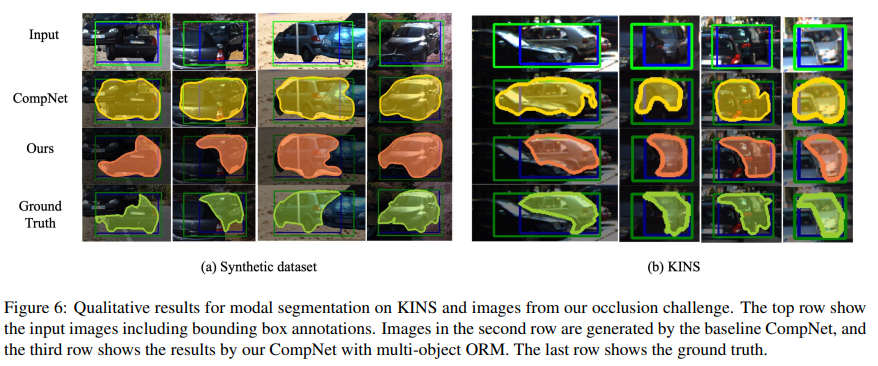 Input
CompNet
Ours
Ground
Truth
(a) Synthetic dataset
(b) KINS
Figure 6: Qualitative results for modal segmentation on KINS and images from our occlusion challenge. The top row show
the input images including bounding box annotations. Images in the second row are generated by the baseline CompNet, and
the third row shows the results by our CompNet with multi-object ORM. The last row shows the ground truth.